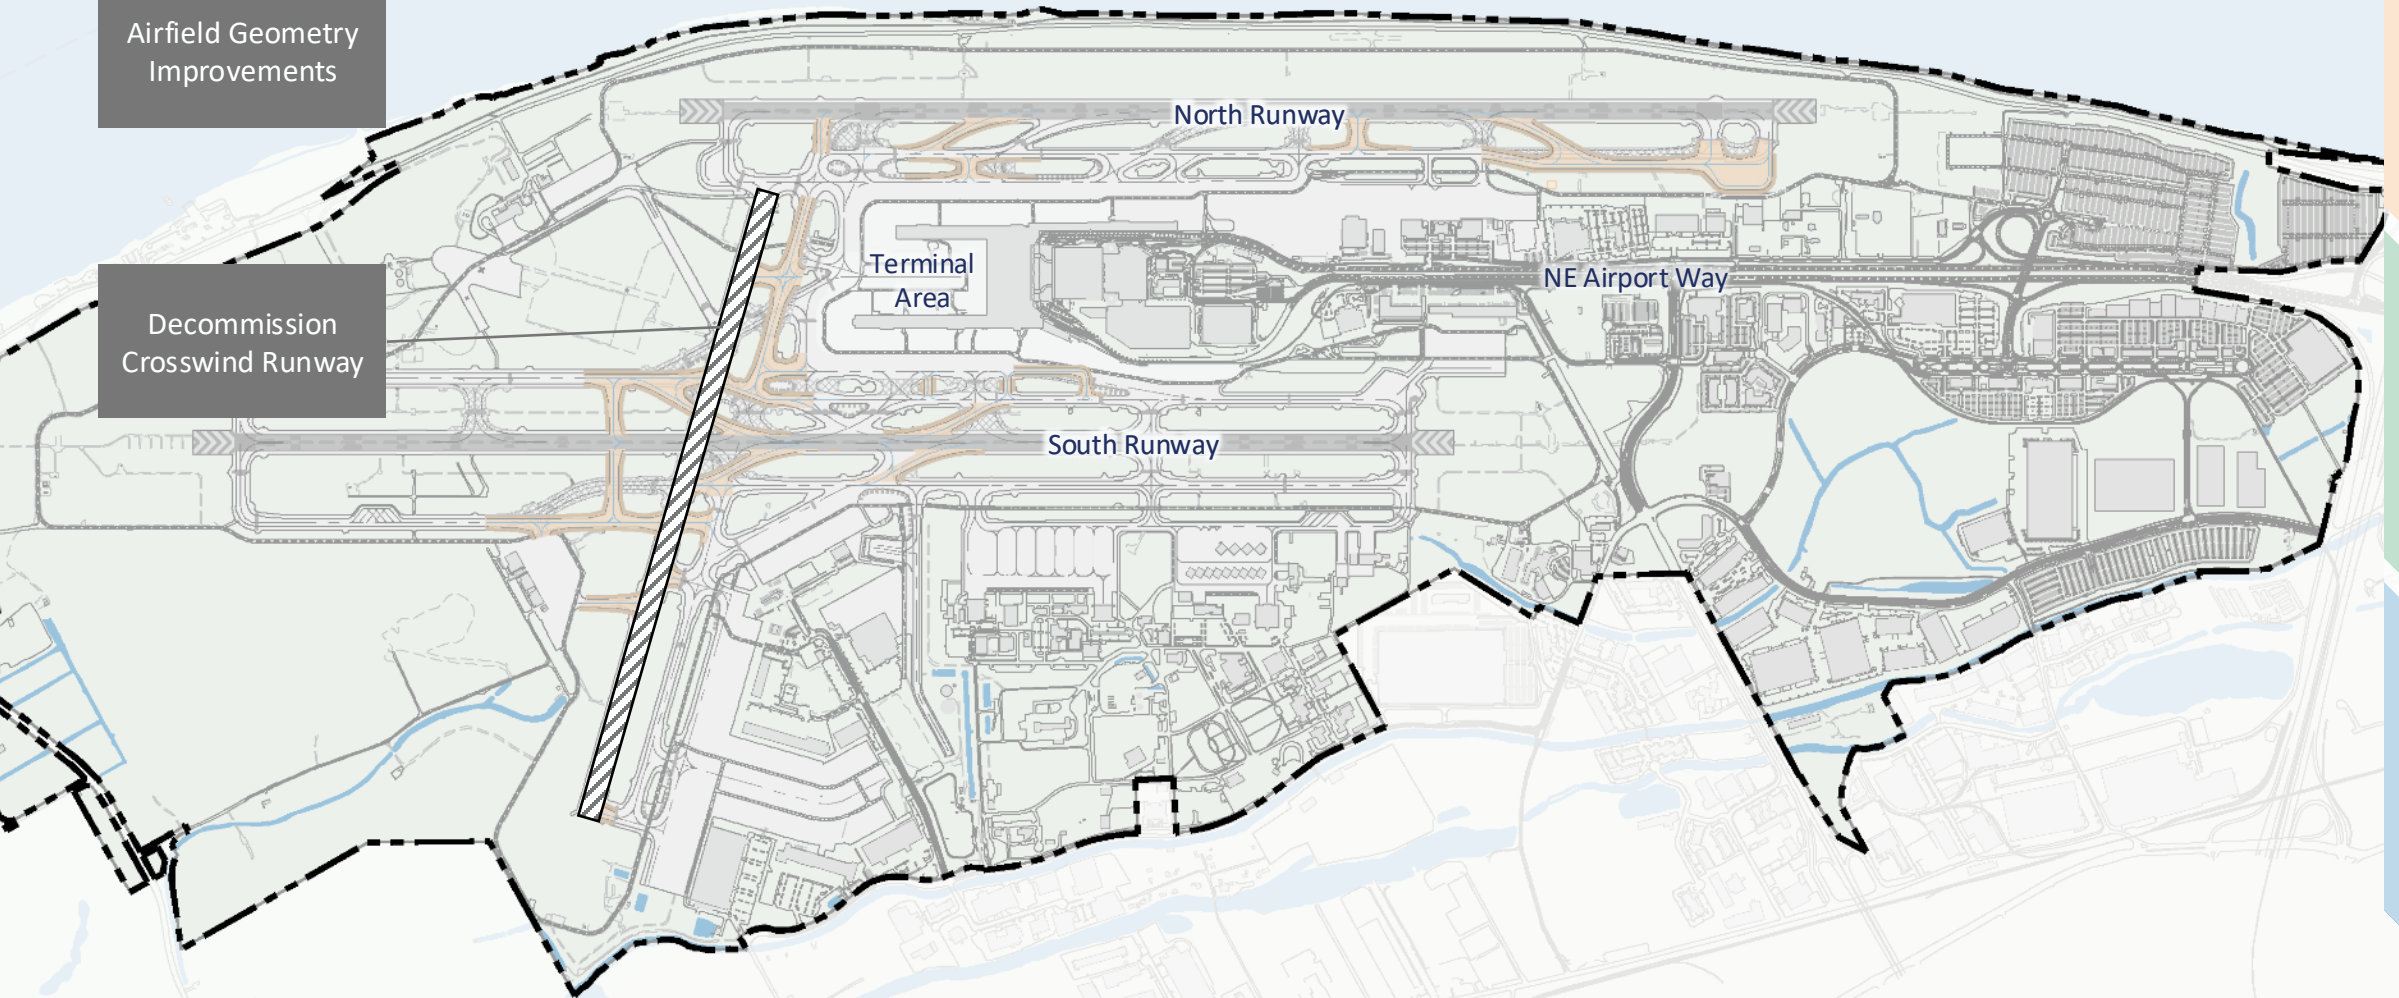 Airfield Geometry
Improvements
North Runway
Terminal
Area
NE Airport Way
Decommission
Crosswind Runway
South Runway